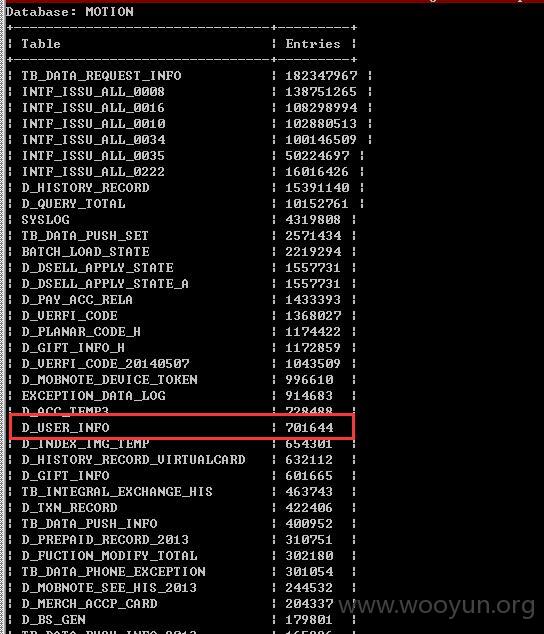 Database: MOTION
| Table | Entries |
| TB_DATA_REQUEST_INFO | 182347967 |
| INTF_ISSU_ALL_0008 | 138751265 |
| INTF_ISSU_ALL_0016 | 108298994 |
| INTF_ISSU_ALL_0010 | 102880513 |
| INTF_ISSU_ALL_0034 | 100146509 |
| INTF_ISSU_ALL_0035 | 50224697 |
| INTF_ISSU_ALL_0222 | 16016426 |
| D_HISTORY_RECORD | 15391140 |
| D_QUERY_TOTAL | 10152761 |
| SYSLOG | 4319808 |
| TB_DATA_PUSH_SET | 2571434 |
| BATCH_LOAD_STATE | 2219294 |
| D_DSELL_APPLY_STATE | 1557731 |
| D_DSELL_APPLY_STATE_A | 1557731 |
| D_PAY_ACC_RELA | 1433393 |
| D_VERFI_CODE | 1368027 |
| D_PLANAR_CODE_H | 1174422 |
| D_GIFT_INFO_H | 1172859 |
| D_VERFI_CODE_20140507 | 1043509 |
| D_MOBNOTE_DEVICE_TOKEN | 996610 |
| EXCEPTION_DATA_LOG | 914683 |
| D_ACC_TEMP3 | 728488 |
| D_USER_INFO | 701644 |
| D_INDEX_IMG_TEMP | 654301 |
| D_HISTORY_RECORD_VIRTUALCARD | 632112 |
| D_GIFT_INFO | 601665 |
| TB_INTEGRAL_EXCHANGE_HIS | 463743 |
| D_TXN_RECORD | 422406 |
| TB_DATA_PUSH_INFO | 400952 |
| D_PREPAID_RECORD_2013 | 310751 |
| D_FUCTION_MODIFY_TOTAL | 302180 |
| TB_DATA_PHONE_EXCEPTION | 301054 |
| D_MOBNOTE_SEE_HIS_2013 | 244532 |
| D_MERCH_ACCP_CARD | 204337 |
| D_BS_GEN | 179801 |
www.wooyun.org